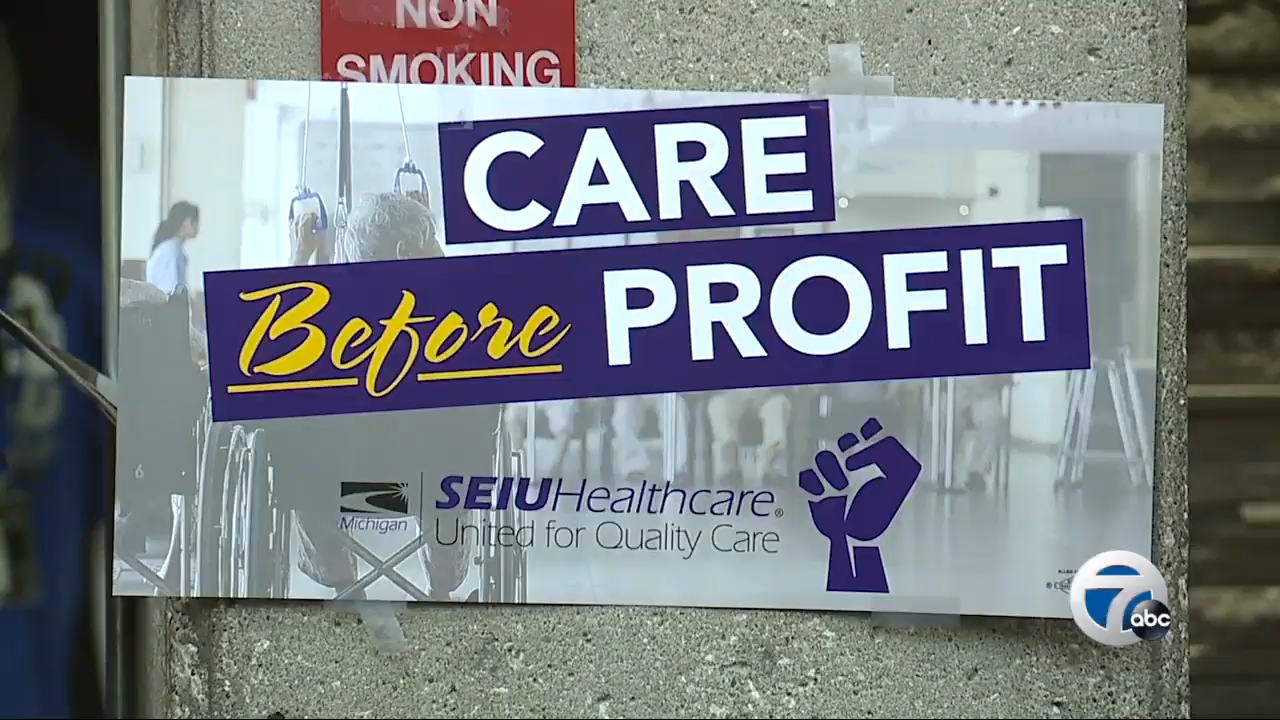 NON
SMOKING
CARE
Before PROFIT
SEIUHealthcare®
Michigan
United for Quality Care
7
abc